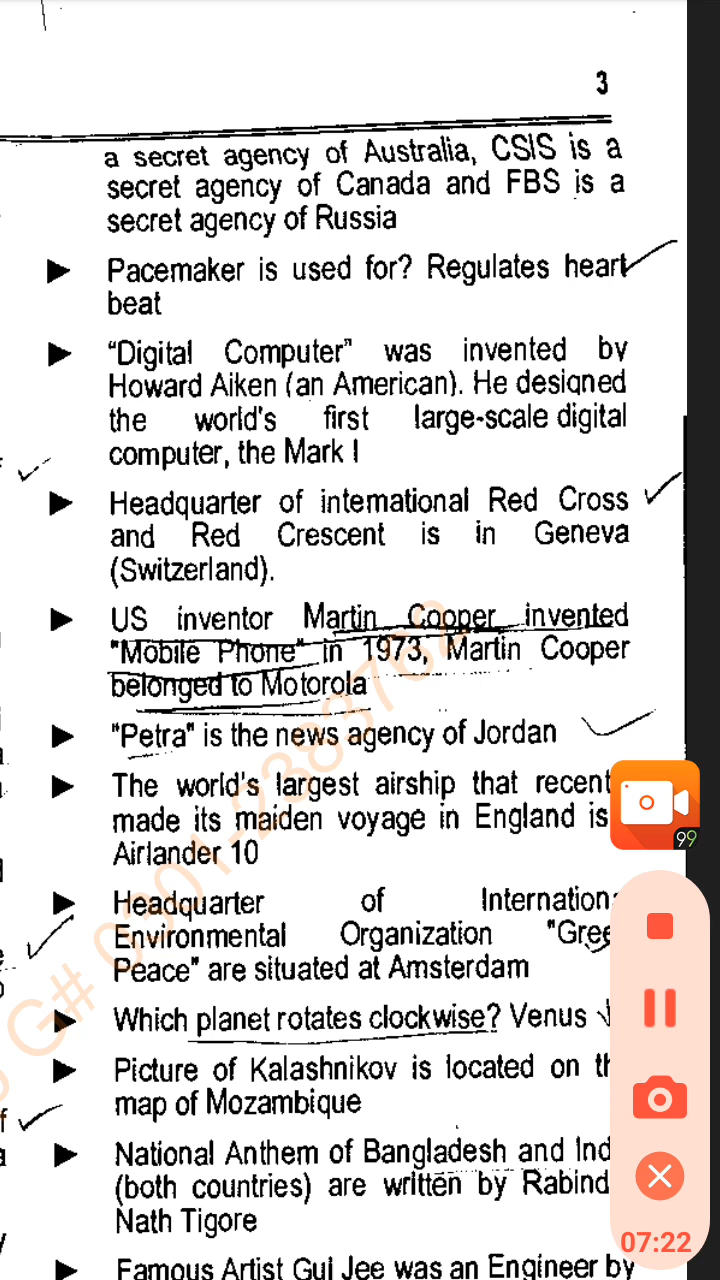 3
a secret agency of Australia, CSIS is a
secret agency of Canada and FBS is a
secret agency of Russia
► Pacemaker is used for? Regulates heart
beat
► "Digital Computer" was invented by
Howard Aiken (an American). He designed
the world's first large-scale digital
computer, the Mark I
► Headquarter of international Red Cross
and Red Crescent is in Geneva
(Switzerland).
► US inventor Martin Cooper invented
"Mobile Phone" in 1973, Martin Cooper
belonged to Motorola
► "Petra" is the news agency of Jordan
► The world's largest airship that recent
made its maiden voyage in England is
Airlander 10
► Headquarter of Internation
Environmental Organization "Gree
Peace" are situated at Amsterdam
► Which planet rotates clockwise? Venus
► Picture of Kalashnikov is located on th
map of Mozambique
► National Anthem of Bangladesh and Ind
(both countries) are written by Rabind
Nath Tigore
► Famous Artist Gul Jee was an Engineer by
G# 0301-2383762
99
07:22